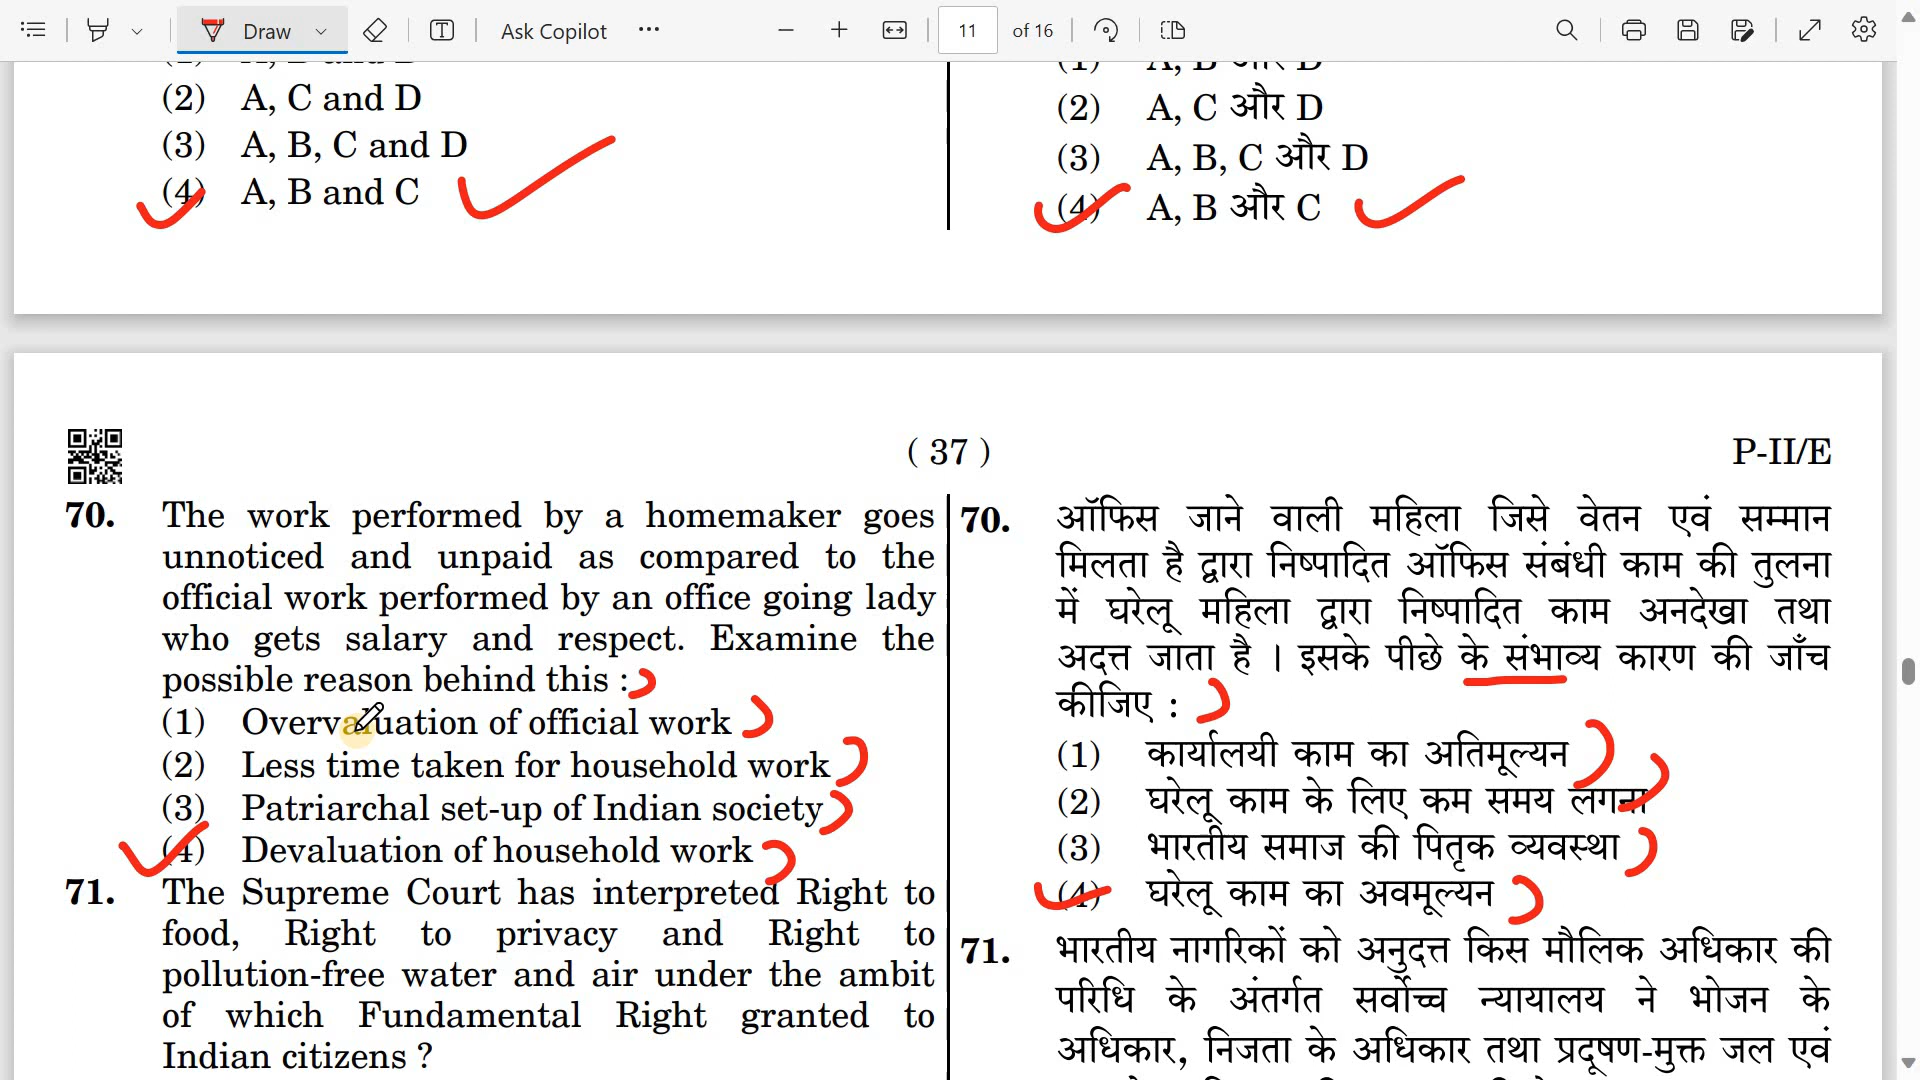 Draw
Ask Copilot
11
of 16
(2) A, C and D
(3) A, B, C and D
(4) A, B and C
(1) A, B और D
(2) A, C और D
(3) A, B, C और D
(4) A, B और C
( 37 )
P-II/E
70. The work performed by a homemaker goes
unnoticed and unpaid as compared to the
official work performed by an office going lady
who gets salary and respect. Examine the
possible reason behind this :
(1) Overvaluation of official work
(2) Less time taken for household work
(3) Patriarchal set-up of Indian society
(4) Devaluation of household work
71. The Supreme Court has interpreted Right to
food, Right to privacy and Right to
pollution-free water and air under the ambit
of which Fundamental Right granted to
Indian citizens ?
70. ऑफिस जाने वाली महिला जिसे वेतन एवं सम्मान
मिलता है द्वारा निष्पादित ऑफिस संबंधी काम की तुलना
में घरेलू महिला द्वारा निष्पादित काम अनदेखा तथा
अदत्त जाता है । इसके पीछे के संभाव्य कारण की जाँच
कीजिए :
(1) कार्यालयी काम का अतिमूल्यन
(2) घरेलू काम के लिए कम समय लगना
(3) भारतीय समाज की पितृक व्यवस्था
(4) घरेलू काम का अवमूल्यन
71. भारतीय नागरिकों को अनुदत्त किस मौलिक अधिकार की
परिधि के अंतर्गत सर्वोच्च न्यायालय ने भोजन के
अधिकार, निजता के अधिकार तथा प्रदूषण-मुक्त जल एवं